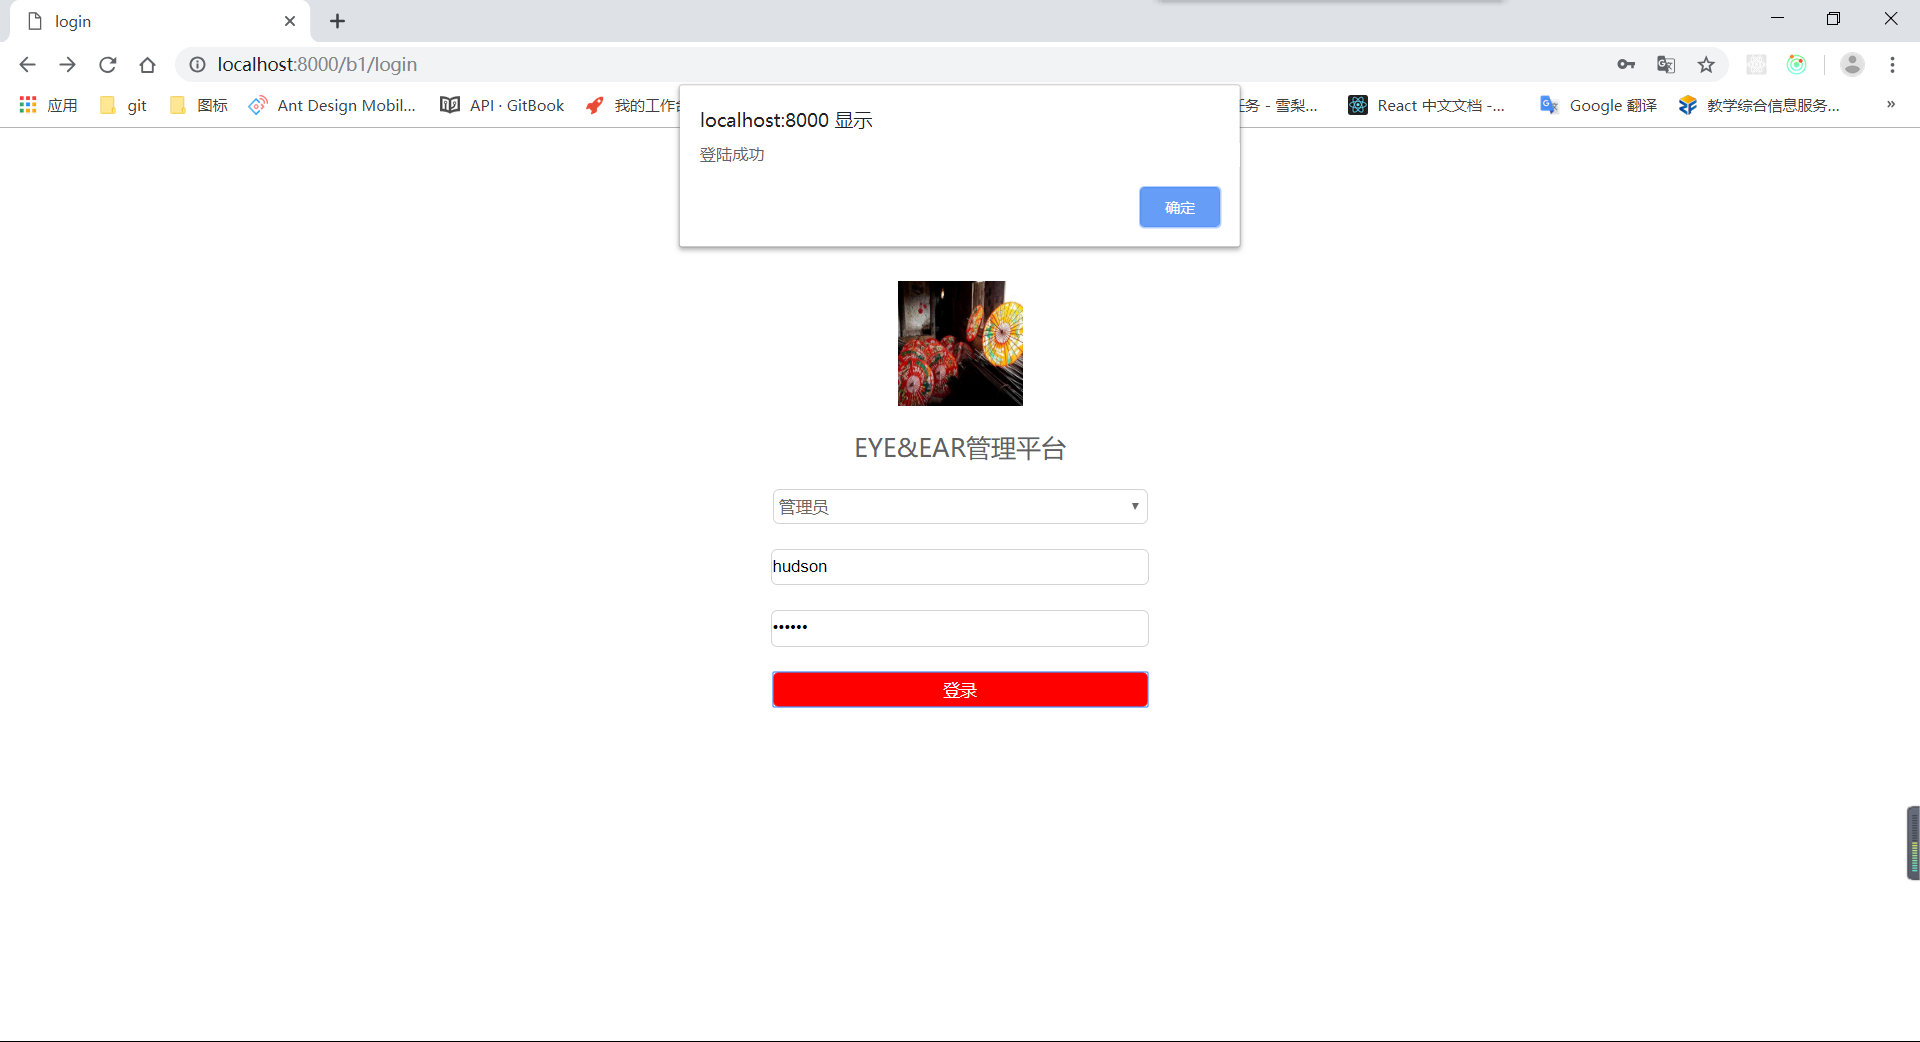 login
localhost:8000/b1/login
应用 git 图标 Ant Design Mobil... API · GitBook 我的工作台 任务 - 雪梨... React 中文文档 -... Google 翻译 教学综合信息服务... »
localhost:8000 显示
登陆成功
确定
EYE&EAR管理平台
管理员
hudson
••••••
登录